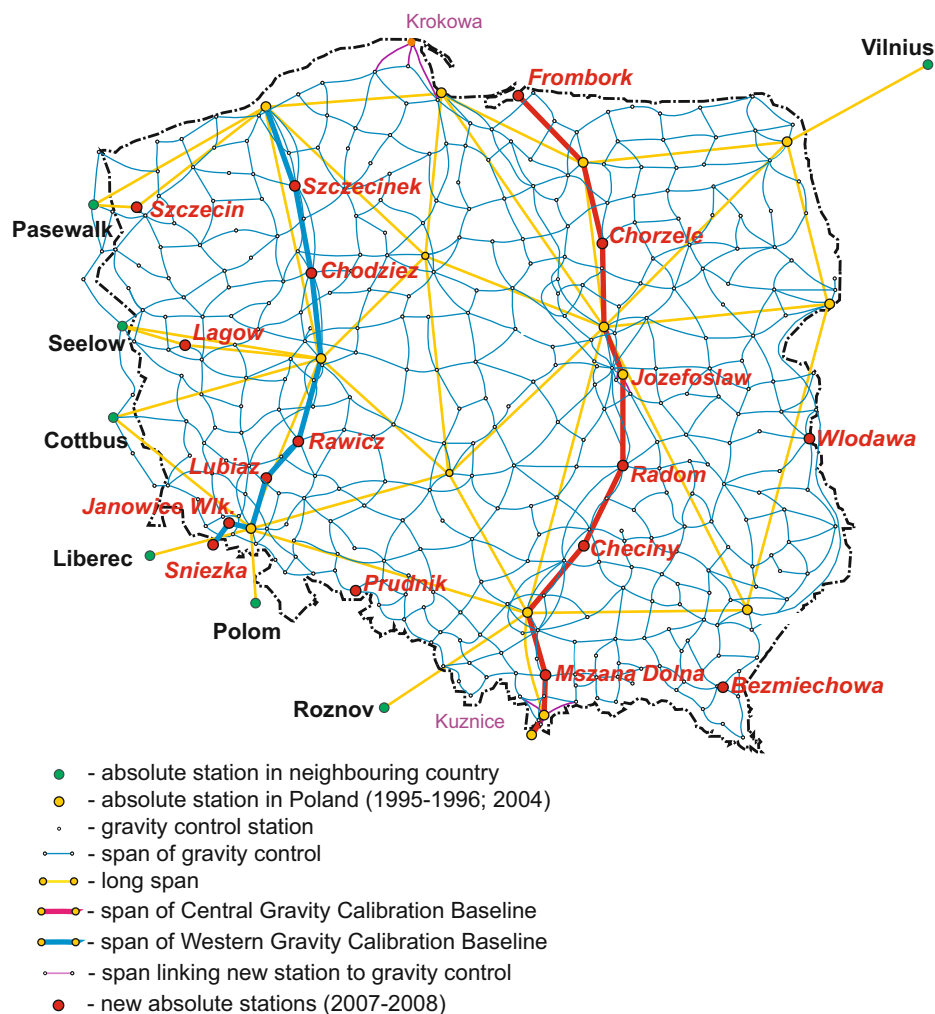 Krokowa
Vilnius
Frombork
Szczecinek
Szczecin
Pasewalk
Chorzele
Chodziez
Seelow
Lagow
Jozefoslaw
Cottbus
Rawicz
Wlodawa
Lubiaz
Radom
Janowiec Wlk.
Liberec
Sniezka
Checiny
Prudnik
Polom
Mszana Dolna
Bezmiechowa
Roznov
Kuznice
- absolute station in neighbouring country
- absolute station in Poland (1995-1996; 2004)
- gravity control station
- span of gravity control
- long span
- span of Central Gravity Calibration Baseline
- span of Western Gravity Calibration Baseline
- span linking new station to gravity control
- new absolute stations (2007-2008)